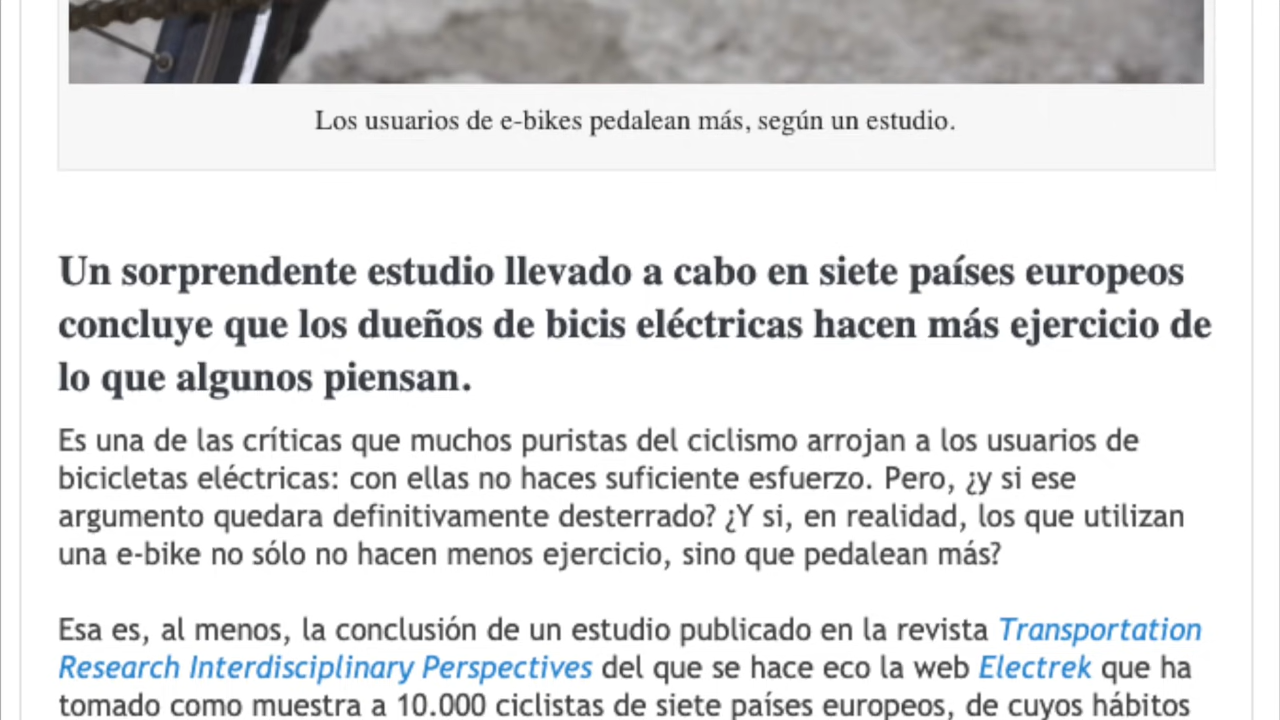 Los usuarios de e-bikes pedalean más, según un estudio.
Un sorprendente estudio llevado a cabo en siete países europeos
concluye que los dueños de bicis eléctricas hacen más ejercicio de
lo que algunos piensan.
Es una de las críticas que muchos puristas del ciclismo arrojan a los usuarios de
bicicletas eléctricas: con ellas no haces suficiente esfuerzo. Pero, ¿y si ese
argumento quedara definitivamente desterrado? ¿Y si, en realidad, los que utilizan
una e-bike no sólo no hacen menos ejercicio, sino que pedalean más?
Esa es, al menos, la conclusión de un estudio publicado en la revista Transportation
Research Interdisciplinary Perspectives del que se hace eco la web Electrek que ha
tomado como muestra a 10.000 ciclistas de siete países europeos, de cuyos hábitos